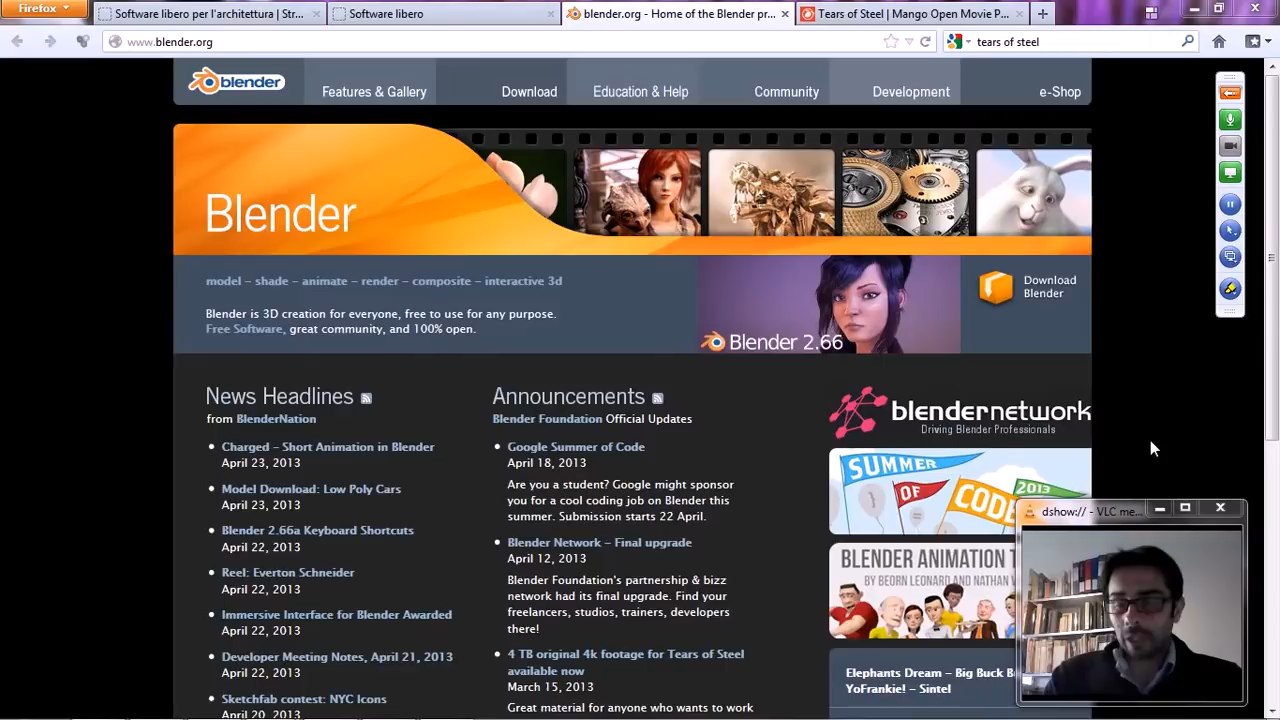 Firefox
Software libero per l'architettura | Str...
Software libero
blender.org - Home of the Blender pr...
Tears of Steel | Mango Open Movie P...
www.blender.org
tears of steel
blender
Features & Gallery
Download
Education & Help
Community
Development
e-Shop
Blender
model – shade – animate – render – composite – interactive 3d
Blender is 3D creation for everyone, free to use for any purpose.
Free Software, great community, and 100% open.
Blender 2.66
Download
Blender
News Headlines
from BlenderNation
Charged – Short Animation in Blender
April 23, 2013
Model Download: Low Poly Cars
April 23, 2013
Blender 2.66a Keyboard Shortcuts
April 22, 2013
Reel: Everton Schneider
April 22, 2013
Immersive Interface for Blender Awarded
April 22, 2013
Developer Meeting Notes, April 21, 2013
April 22, 2013
Sketchfab contest: NYC Icons
April 20, 2013
Announcements
Blender Foundation Official Updates
Google Summer of Code
April 18, 2013
Are you a student? Google might sponsor
you for a cool coding job on Blender this
summer. Submission starts 22 April.
Blender Network – Final upgrade
April 12, 2013
Blender Foundation's partnership & bizz
network had its final upgrade. Find your
freelancers, studios, trainers, developers
there!
4 TB original 4k footage for Tears of Steel
available now
March 15, 2013
Great material for anyone who wants to work
blendernetwork
Driving Blender Professionals
SUMMER
OF CODE
2013
BLENDER ANIMATION T
BY BEORN LEONARD AND NATHAN V
Elephants Dream – Big Buck B
YoFrankie! – Sintel
dshow:// - VLC me...